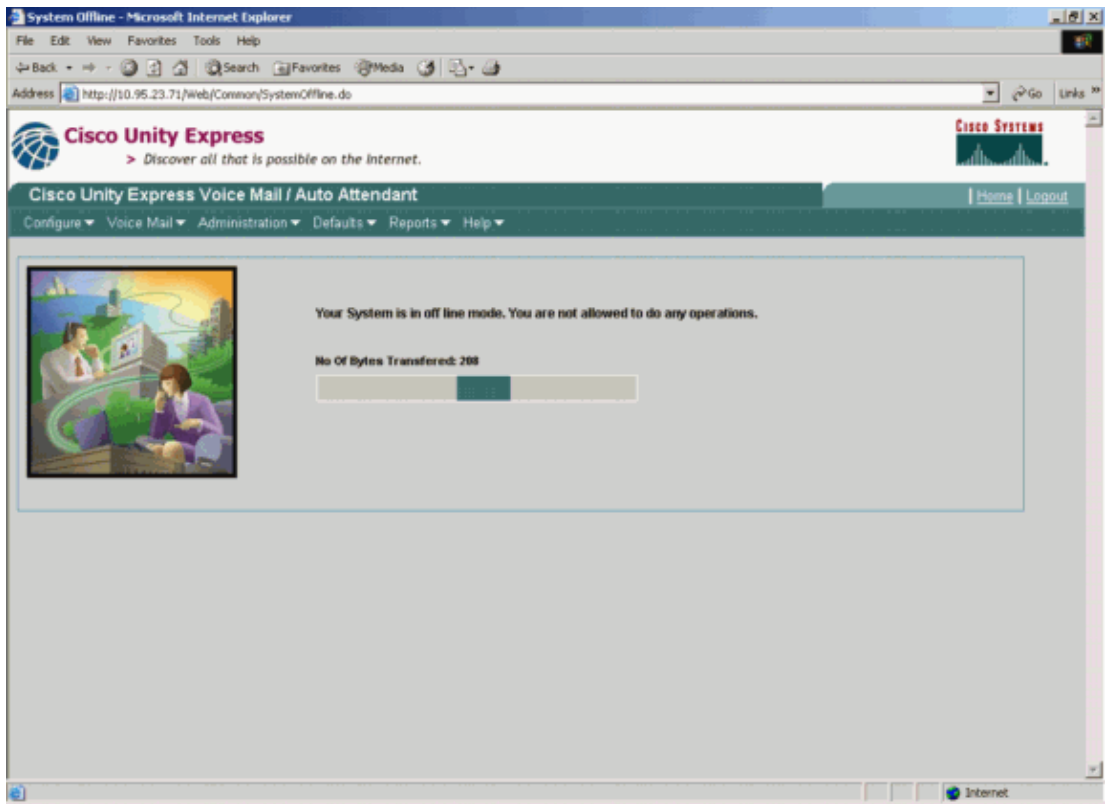 System Offline - Microsoft Internet Explorer
File Edit View Favorites Tools Help
Back Search Favorites Media
Address http://10.95.23.71/Web/Common/SystemOffline.do Go Links »
Cisco Unity Express
> Discover all that is possible on the Internet.
CISCO SYSTEMS
Cisco Unity Express Voice Mail / Auto Attendant
| Home | Logout
Configure Voice Mail Administration Defaults Reports Help
Your System is in off line mode. You are not allowed to do any operations.
No Of Bytes Transfered: 208
Internet